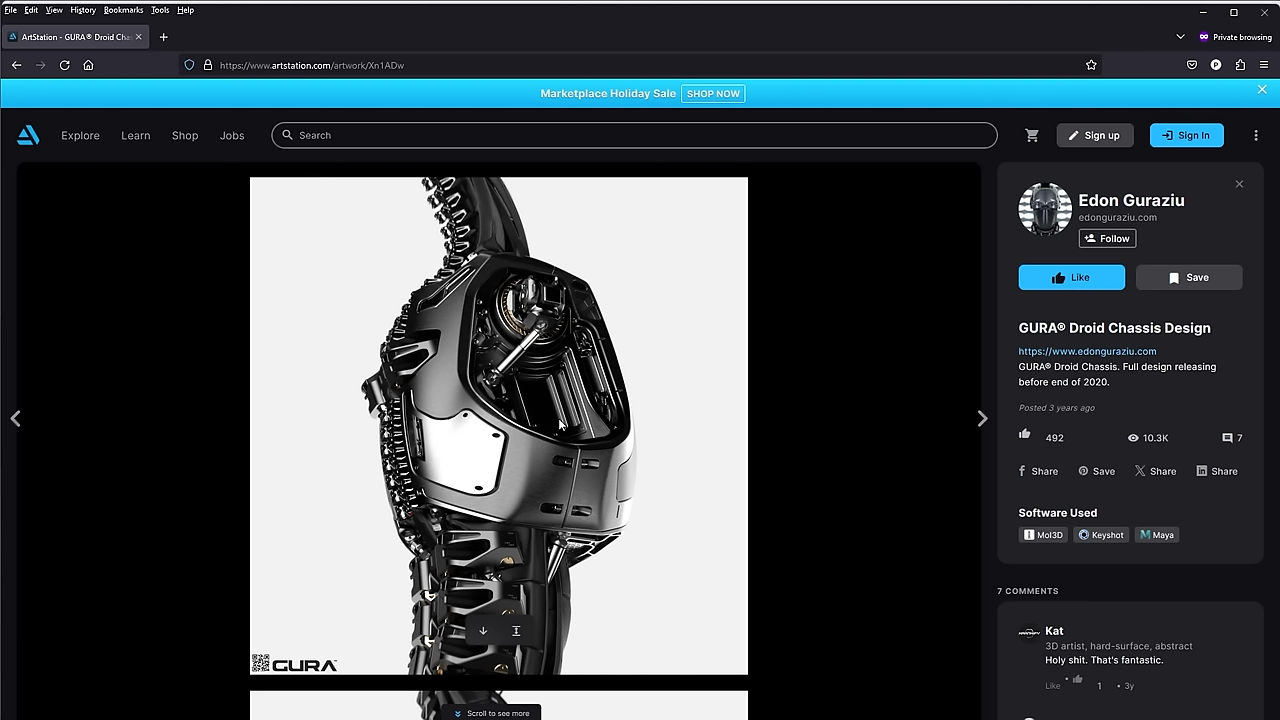 File Edit View History Bookmarks Tools Help
ArtStation - GURA® Droid Cha
Private browsing
https://www.artstation.com/artwork/Xn1ADw
Marketplace Holiday Sale SHOP NOW
Explore Learn Shop Jobs Search Sign up Sign In
Edon Guraziu
edonguraziu.com
Follow
Like Save
GURA® Droid Chassis Design
https://www.edonguraziu.com
GURA® Droid Chassis. Full design releasing
before end of 2020.
Posted 3 years ago
492 10.3K 7
Share Save Share Share
Software Used
MoI3D Keyshot Maya
7 COMMENTS
Kat
3D artist, hard-surface, abstract
Holy shit. That's fantastic.
Like 1 • 3y
GURA™
Scroll to see more